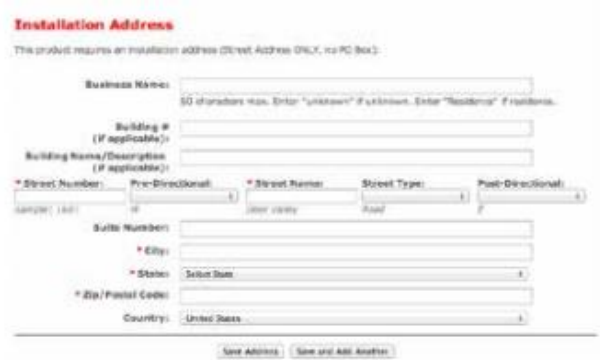 Installation Address
This product requires an installation address (Street Address ONLY, no PO Box):
Business Name:
50 characters max. Enter "unknown" if unknown. Enter "Residence" if residence.
Building #
(if applicable):
Building Name/Description
(if applicable):
* Street Number: Pre-Directional: * Street Name: Street Type: Post-Directional:
Road
Suite Number:
* City:
* State: Select State
* Zip/Postal Code:
Country: United States
Save Address Save and Add Another